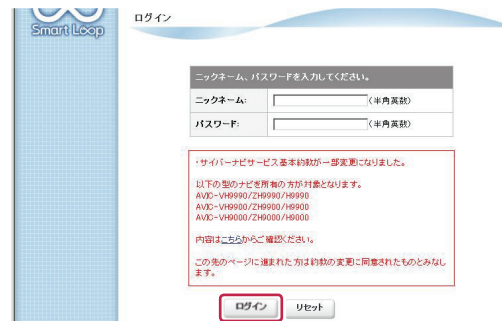 Smart Loop
ログイン
ニックネーム、パスワードを入力してください。
ニックネーム: (半角英数)
パスワード: (半角英数)
・サイバーナビサービス基本約款が一部変更になりました。
以下の型のナビを所有の方が対象となります。
AVIC-VH9990/ZH9990/H9990
AVIC-VH9900/ZH9900/H9900
AVIC-VH9000/ZH9000/H9000
内容はこちらからご確認ください。
この先のページに進まれた方は約款の変更に同意されたものとみなし
ます。
ログイン リセット